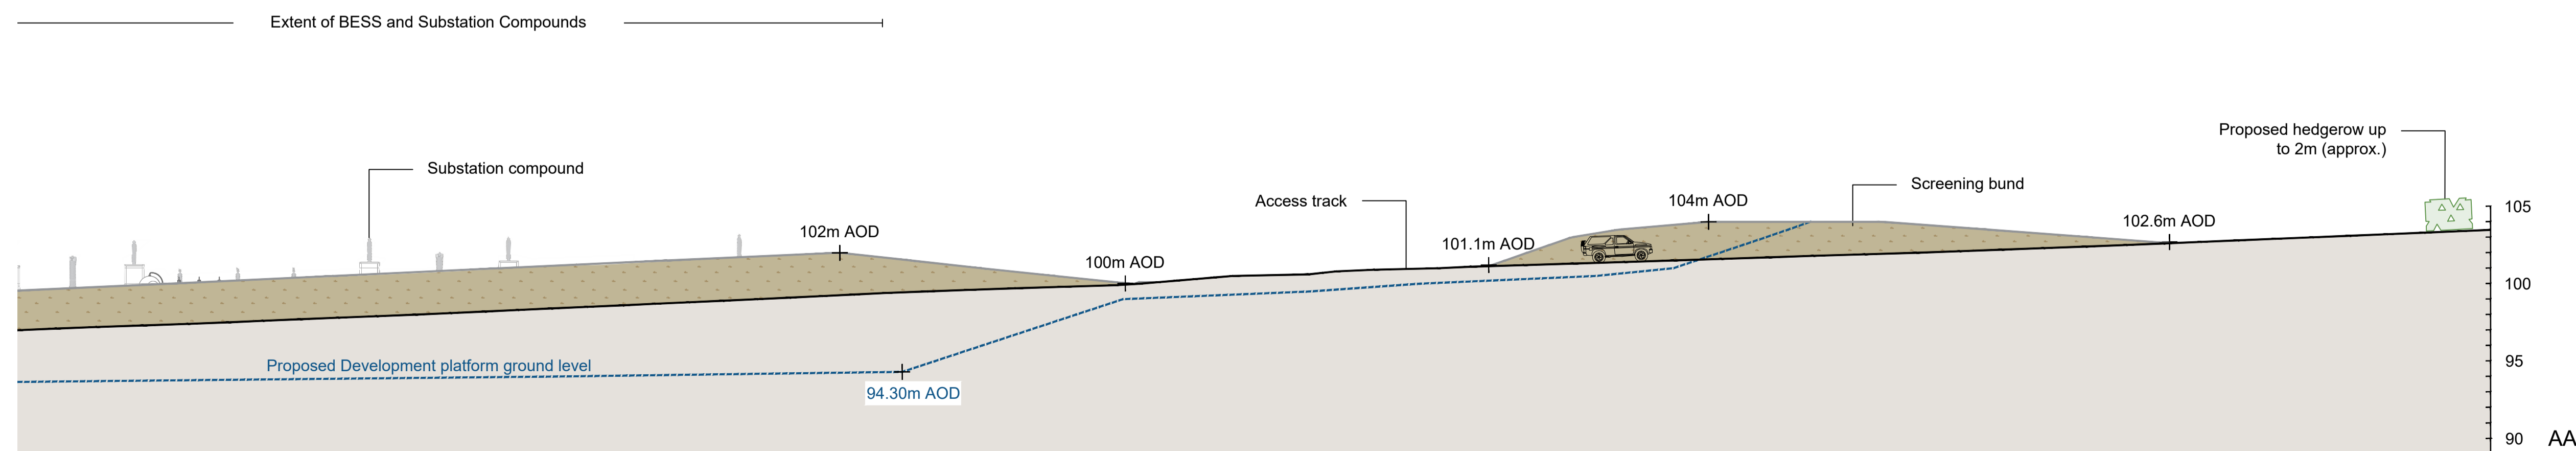 Extent of BESS and Substation Compounds
Proposed hedgerow up
to 2m (approx.)
Substation compound
Screening bund
Access track
104m AOD
105
102.6m AOD
102m AOD
101.1m AOD
100m AOD
100
Proposed Development platform ground level
95
94.30m AOD
90
AA